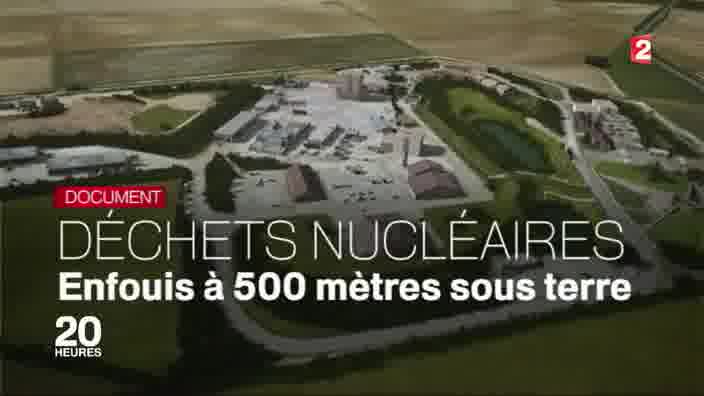 2
DOCUMENT
DÉCHETS NUCLÉAIRES
Enfouis à 500 mètres sous terre
20
HEURES